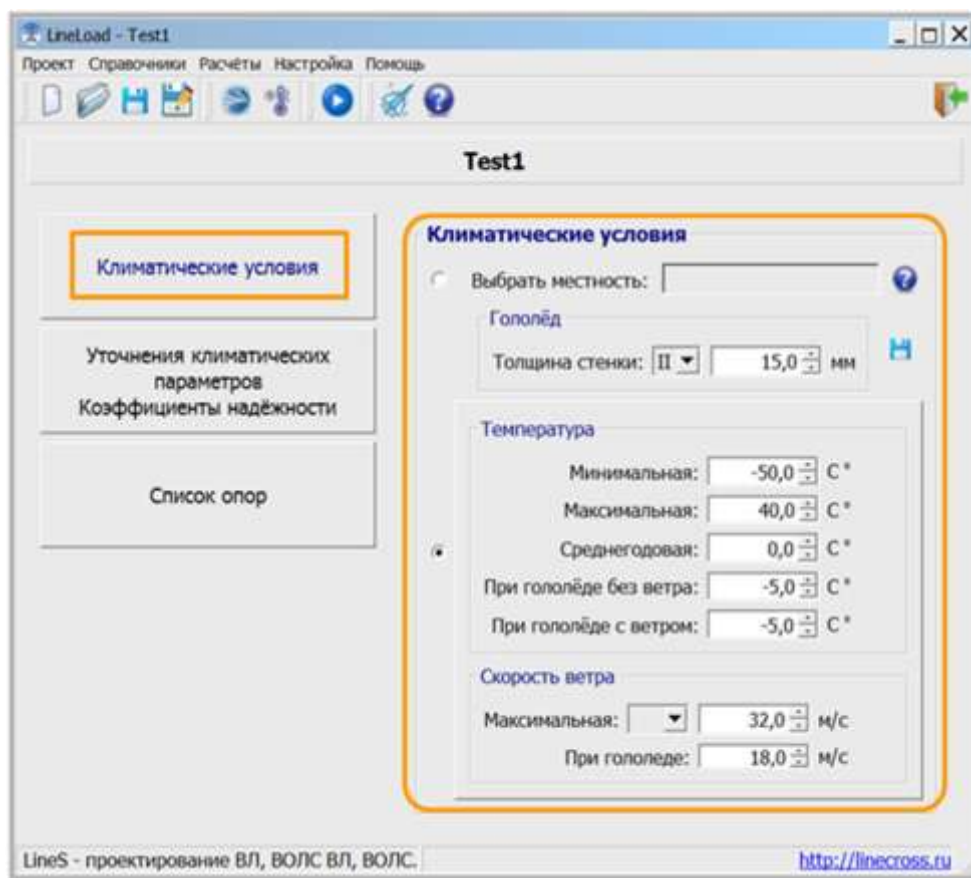 LineLoad - Test1
Проект Справочники Расчёты Настройка Помощь
Test1
Климатические условия
Уточнения климатических
параметров
Коэффициенты надёжности
Список опор
Климатические условия
Выбрать местность:
Гололёд
Толщина стенки: II 15,0 мм
Температура
Минимальная: -50,0 C °
Максимальная: 40,0 C °
Среднегодовая: 0,0 C °
При гололёде без ветра: -5,0 C °
При гололёде с ветром: -5,0 C °
Скорость ветра
Максимальная: 32,0 м/с
При гололеде: 18,0 м/с
LineS - проектирование ВЛ, ВОЛС ВЛ, ВОЛС.
http://linecross.ru